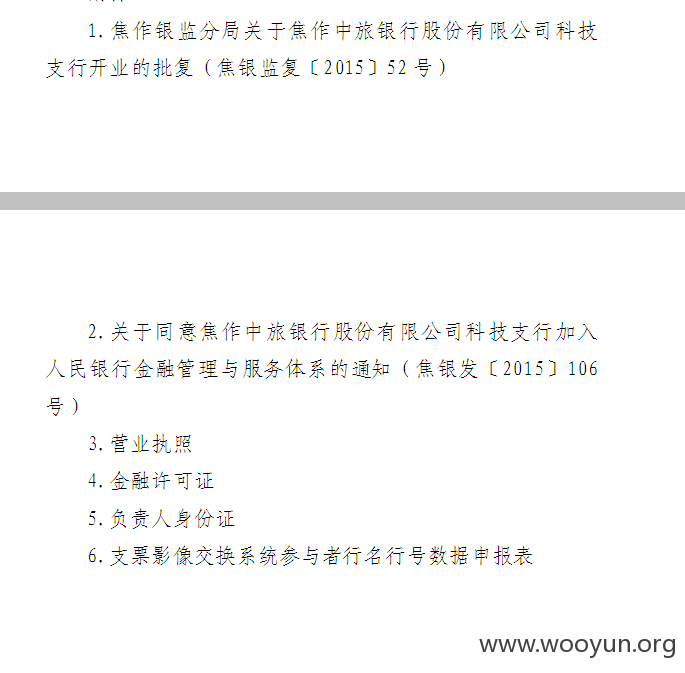 1. 焦作银监分局关于焦作中旅银行股份有限公司科技
支行开业的批复（焦银监复〔2015〕52 号）
2. 关于同意焦作中旅银行股份有限公司科技支行加入
人民银行金融管理与服务体系的通知（焦银发〔2015〕106
号）
3. 营业执照
4. 金融许可证
5. 负责人身份证
6. 支票影像交换系统参与者行名行号数据申报表
www.wooyun.org